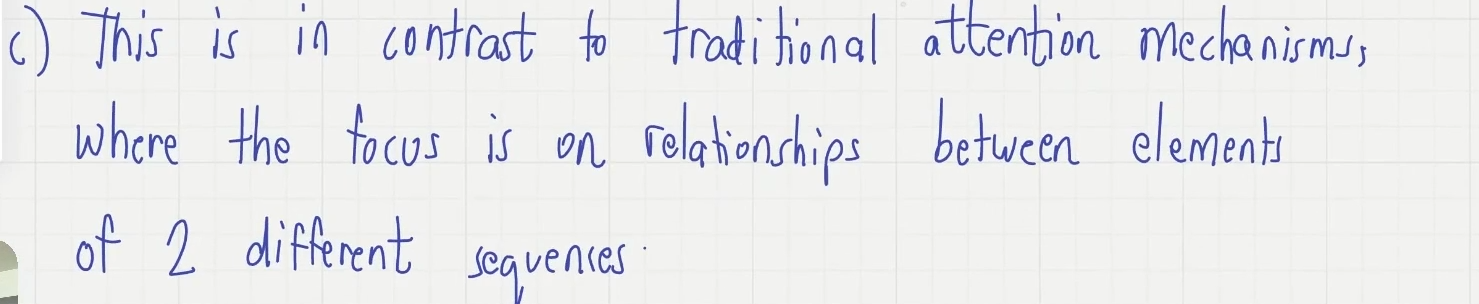 c) This is in contrast to traditional attention mechanisms,
where the focus is on relationships between elements
of 2 different sequences.